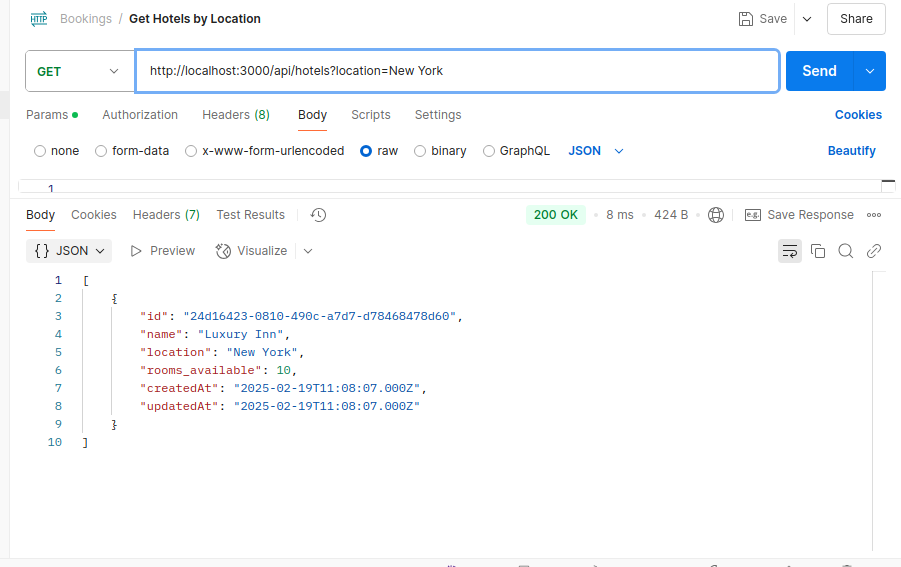 HTTP Bookings / Get Hotels by Location Save Share
GET http://localhost:3000/api/hotels?location=New York Send
Params Authorization Headers (8) Body Scripts Settings Cookies
none form-data x-www-form-urlencoded raw binary GraphQL JSON Beautify
1
Body Cookies Headers (7) Test Results 200 OK 8 ms 424 B e.g. Save Response
{} JSON Preview Visualize
1 [
2 {
3 "id": "24d16423-0810-490c-a7d7-d78468478d60",
4 "name": "Luxury Inn",
5 "location": "New York",
6 "rooms_available": 10,
7 "createdAt": "2025-02-19T11:08:07.000Z",
8 "updatedAt": "2025-02-19T11:08:07.000Z"
9 }
10 ]